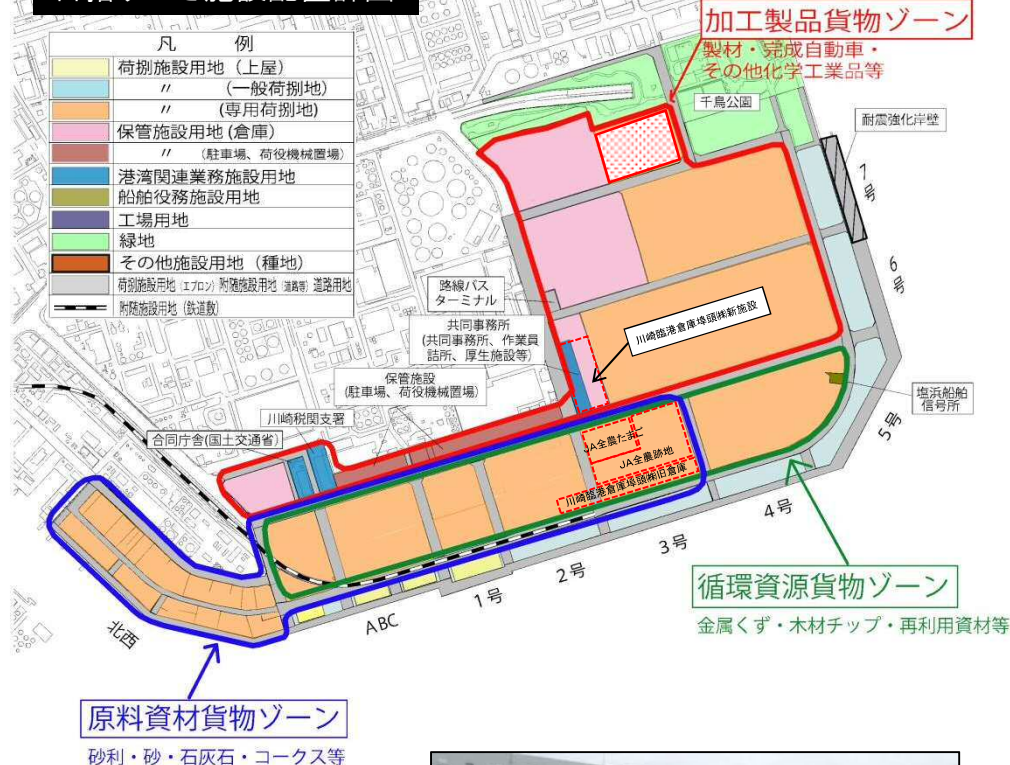 凡 例
荷捌施設用地（上屋）
〃 （一般荷捌地）
〃 （専用荷捌地）
保管施設用地（倉庫）
〃 （駐車場、荷役機械置場）
港湾関連業務施設用地
船舶役務施設用地
工場用地
緑地
その他施設用地（種地）
荷捌施設用地（エプロン）附随施設用地（道路等）道路用地
附随施設用地（鉄道敷）
加工製品貨物ゾーン
製材・完成自動車・
その他化学工業品等
千鳥公園
耐震強化岸壁
7号
6号
5号
4号
3号
2号
1号
ABC
北西
路線バス
ターミナル
共同事務所
(共同事務所、作業員
詰所、厚生施設等)
保管施設
(駐車場、荷役機械置場)
川崎税関支署
合同庁舎(国土交通省)
川崎臨港倉庫埠頭㈱新施設
塩浜船舶
信号所
JA全農たまご
JA全農跡地
川崎臨港倉庫埠頭㈱旧倉庫
循環資源貨物ゾーン
金属くず・木材チップ・再利用資材等
原料資材貨物ゾーン
砂利・砂・石灰石・コークス等